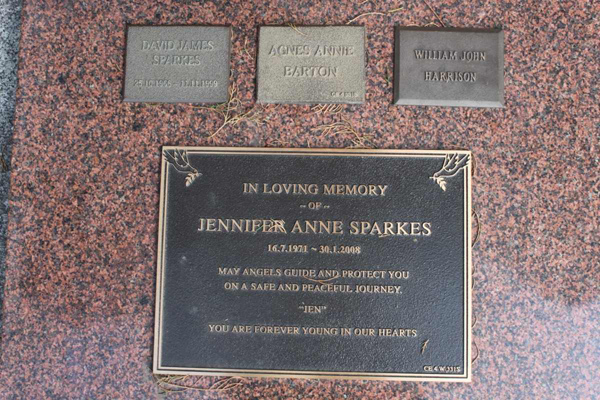 DAVID JAMES
SPARKES
AGNES ANNIE
BARTON
WILLIAM JOHN
HARRISON
IN LOVING MEMORY
~ OF ~
JENNIFER ANNE SPARKES
16.7.1971 ~ 30.1.2008
MAY ANGELS GUIDE AND PROTECT YOU
ON A SAFE AND PEACEFUL JOURNEY.
"JEN"
YOU ARE FOREVER YOUNG IN OUR HEARTS